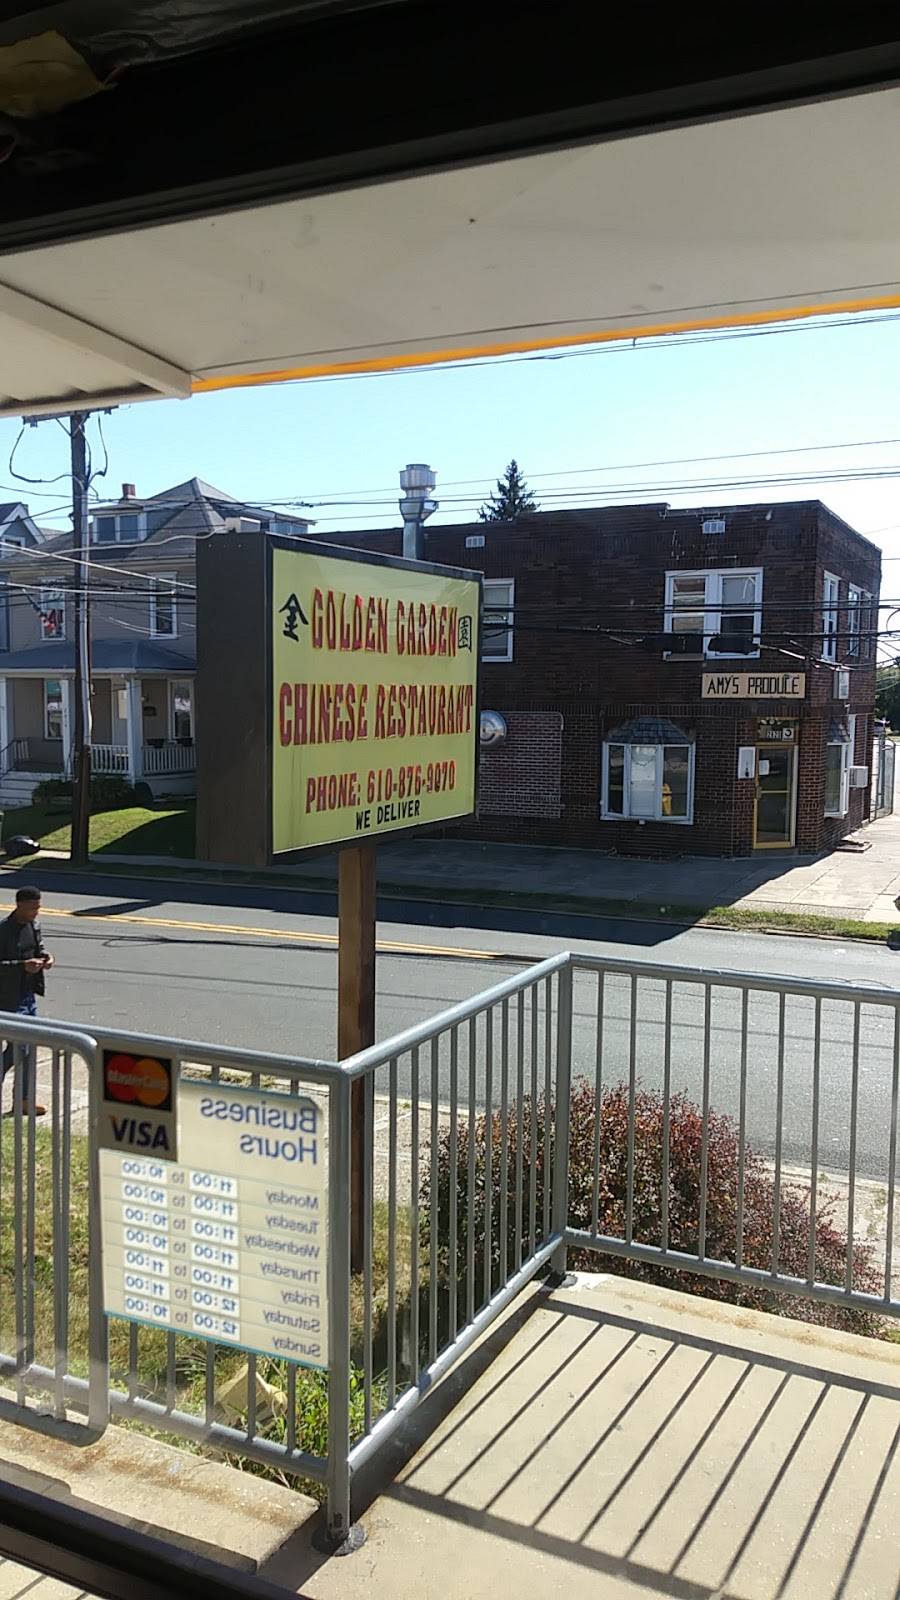 金 GOLDEN GARDEN 園
CHINESE RESTAURANT
PHONE: 610-876-9070
WE DELIVER
AMY'S PRODUCE
MasterCard
VISA
Business
Hours
Monday 11:00 to 10:00
Tuesday 11:00 to 10:00
Wednesday 11:00 to 10:00
Thursday 11:00 to 10:00
Friday 11:00 to 11:00
Saturday 12:00 to 11:00
Sunday 12:00 to 10:00